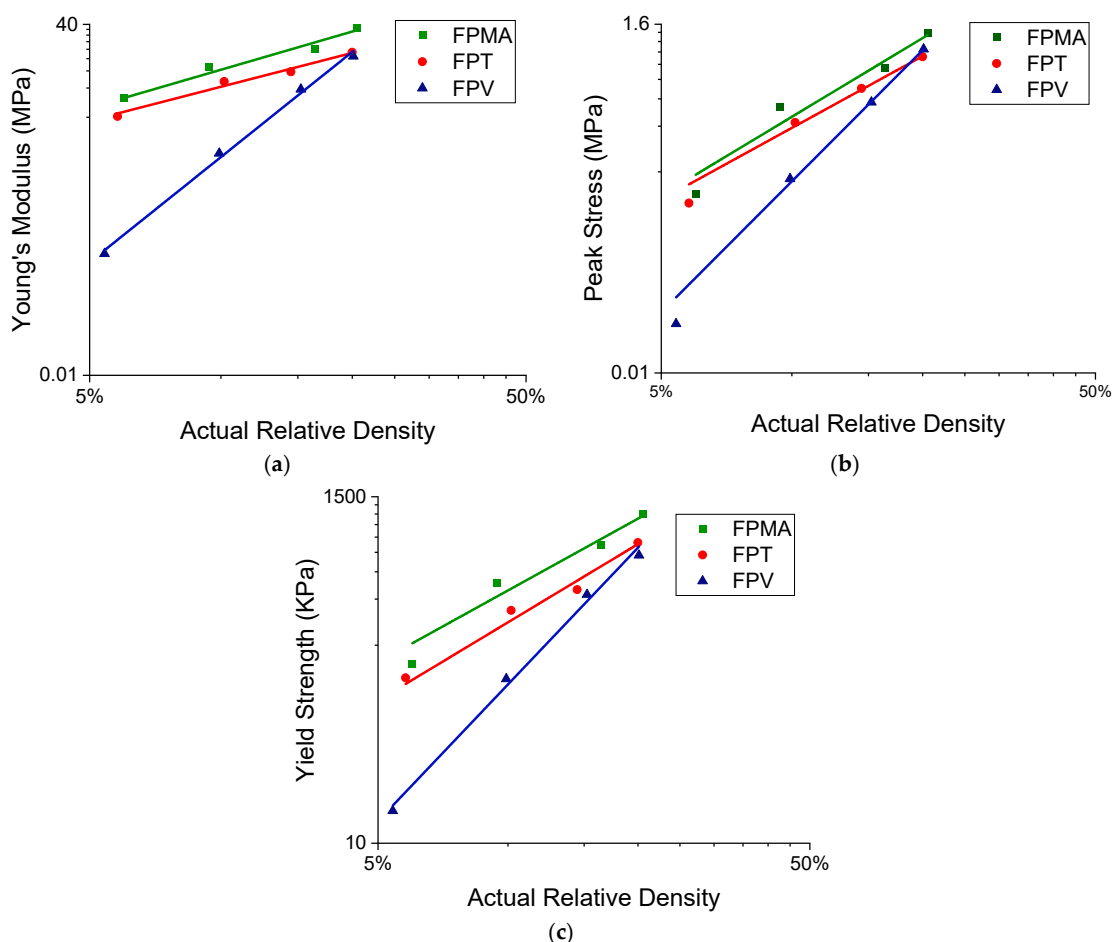 40
Young's Modulus (MPa)
0.01
5%
50%
Actual Relative Density
FPMA
FPT
FPV
(a)
1.6
Peak Stress (MPa)
0.01
5%
50%
Actual Relative Density
FPMA
FPT
FPV
(b)
1500
Yield Strength (KPa)
10
5%
50%
Actual Relative Density
FPMA
FPT
FPV
(c)